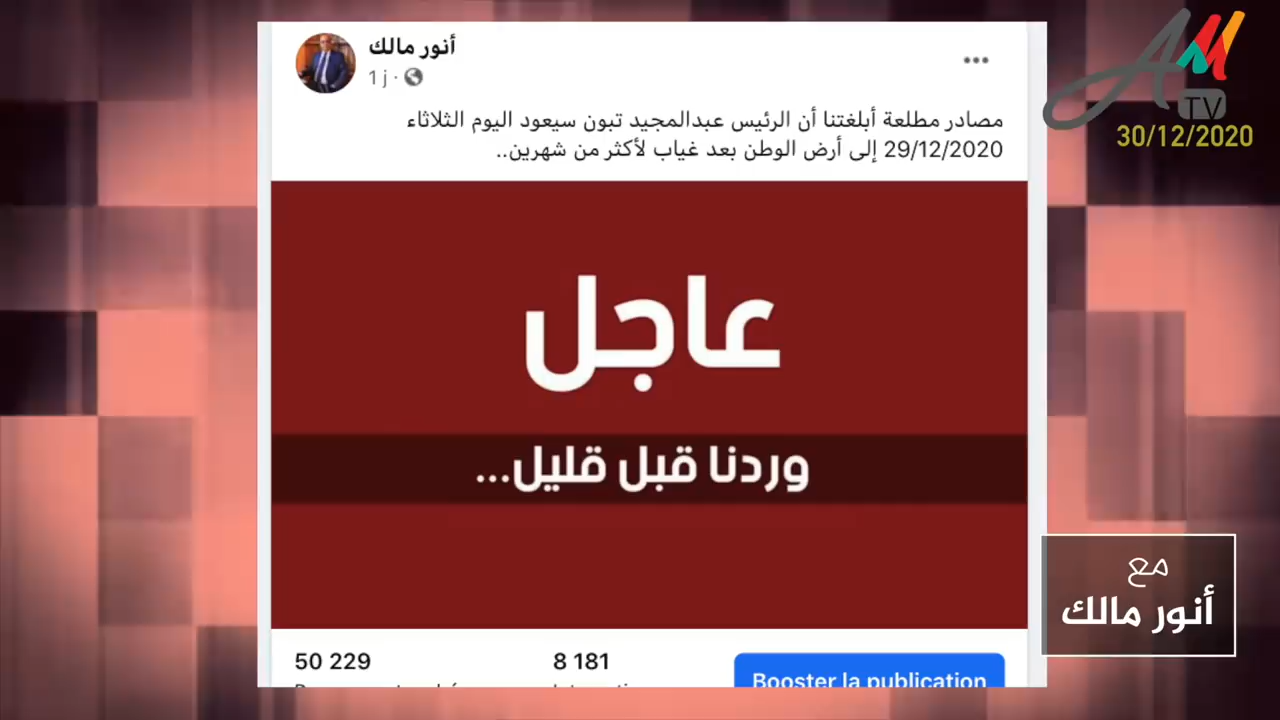 أنور مالك
1 j ·
مصادر مطلعة أبلغتنا أن الرئيس عبدالمجيد تبون سيعود اليوم الثلاثاء
29/12/2020 إلى أرض الوطن بعد غياب لأكثر من شهرين..
عاجل
وردنا قبل قليل...
50 229
8 181
Booster la publication
AM
TV
30/12/2020
مع
أنور مالك